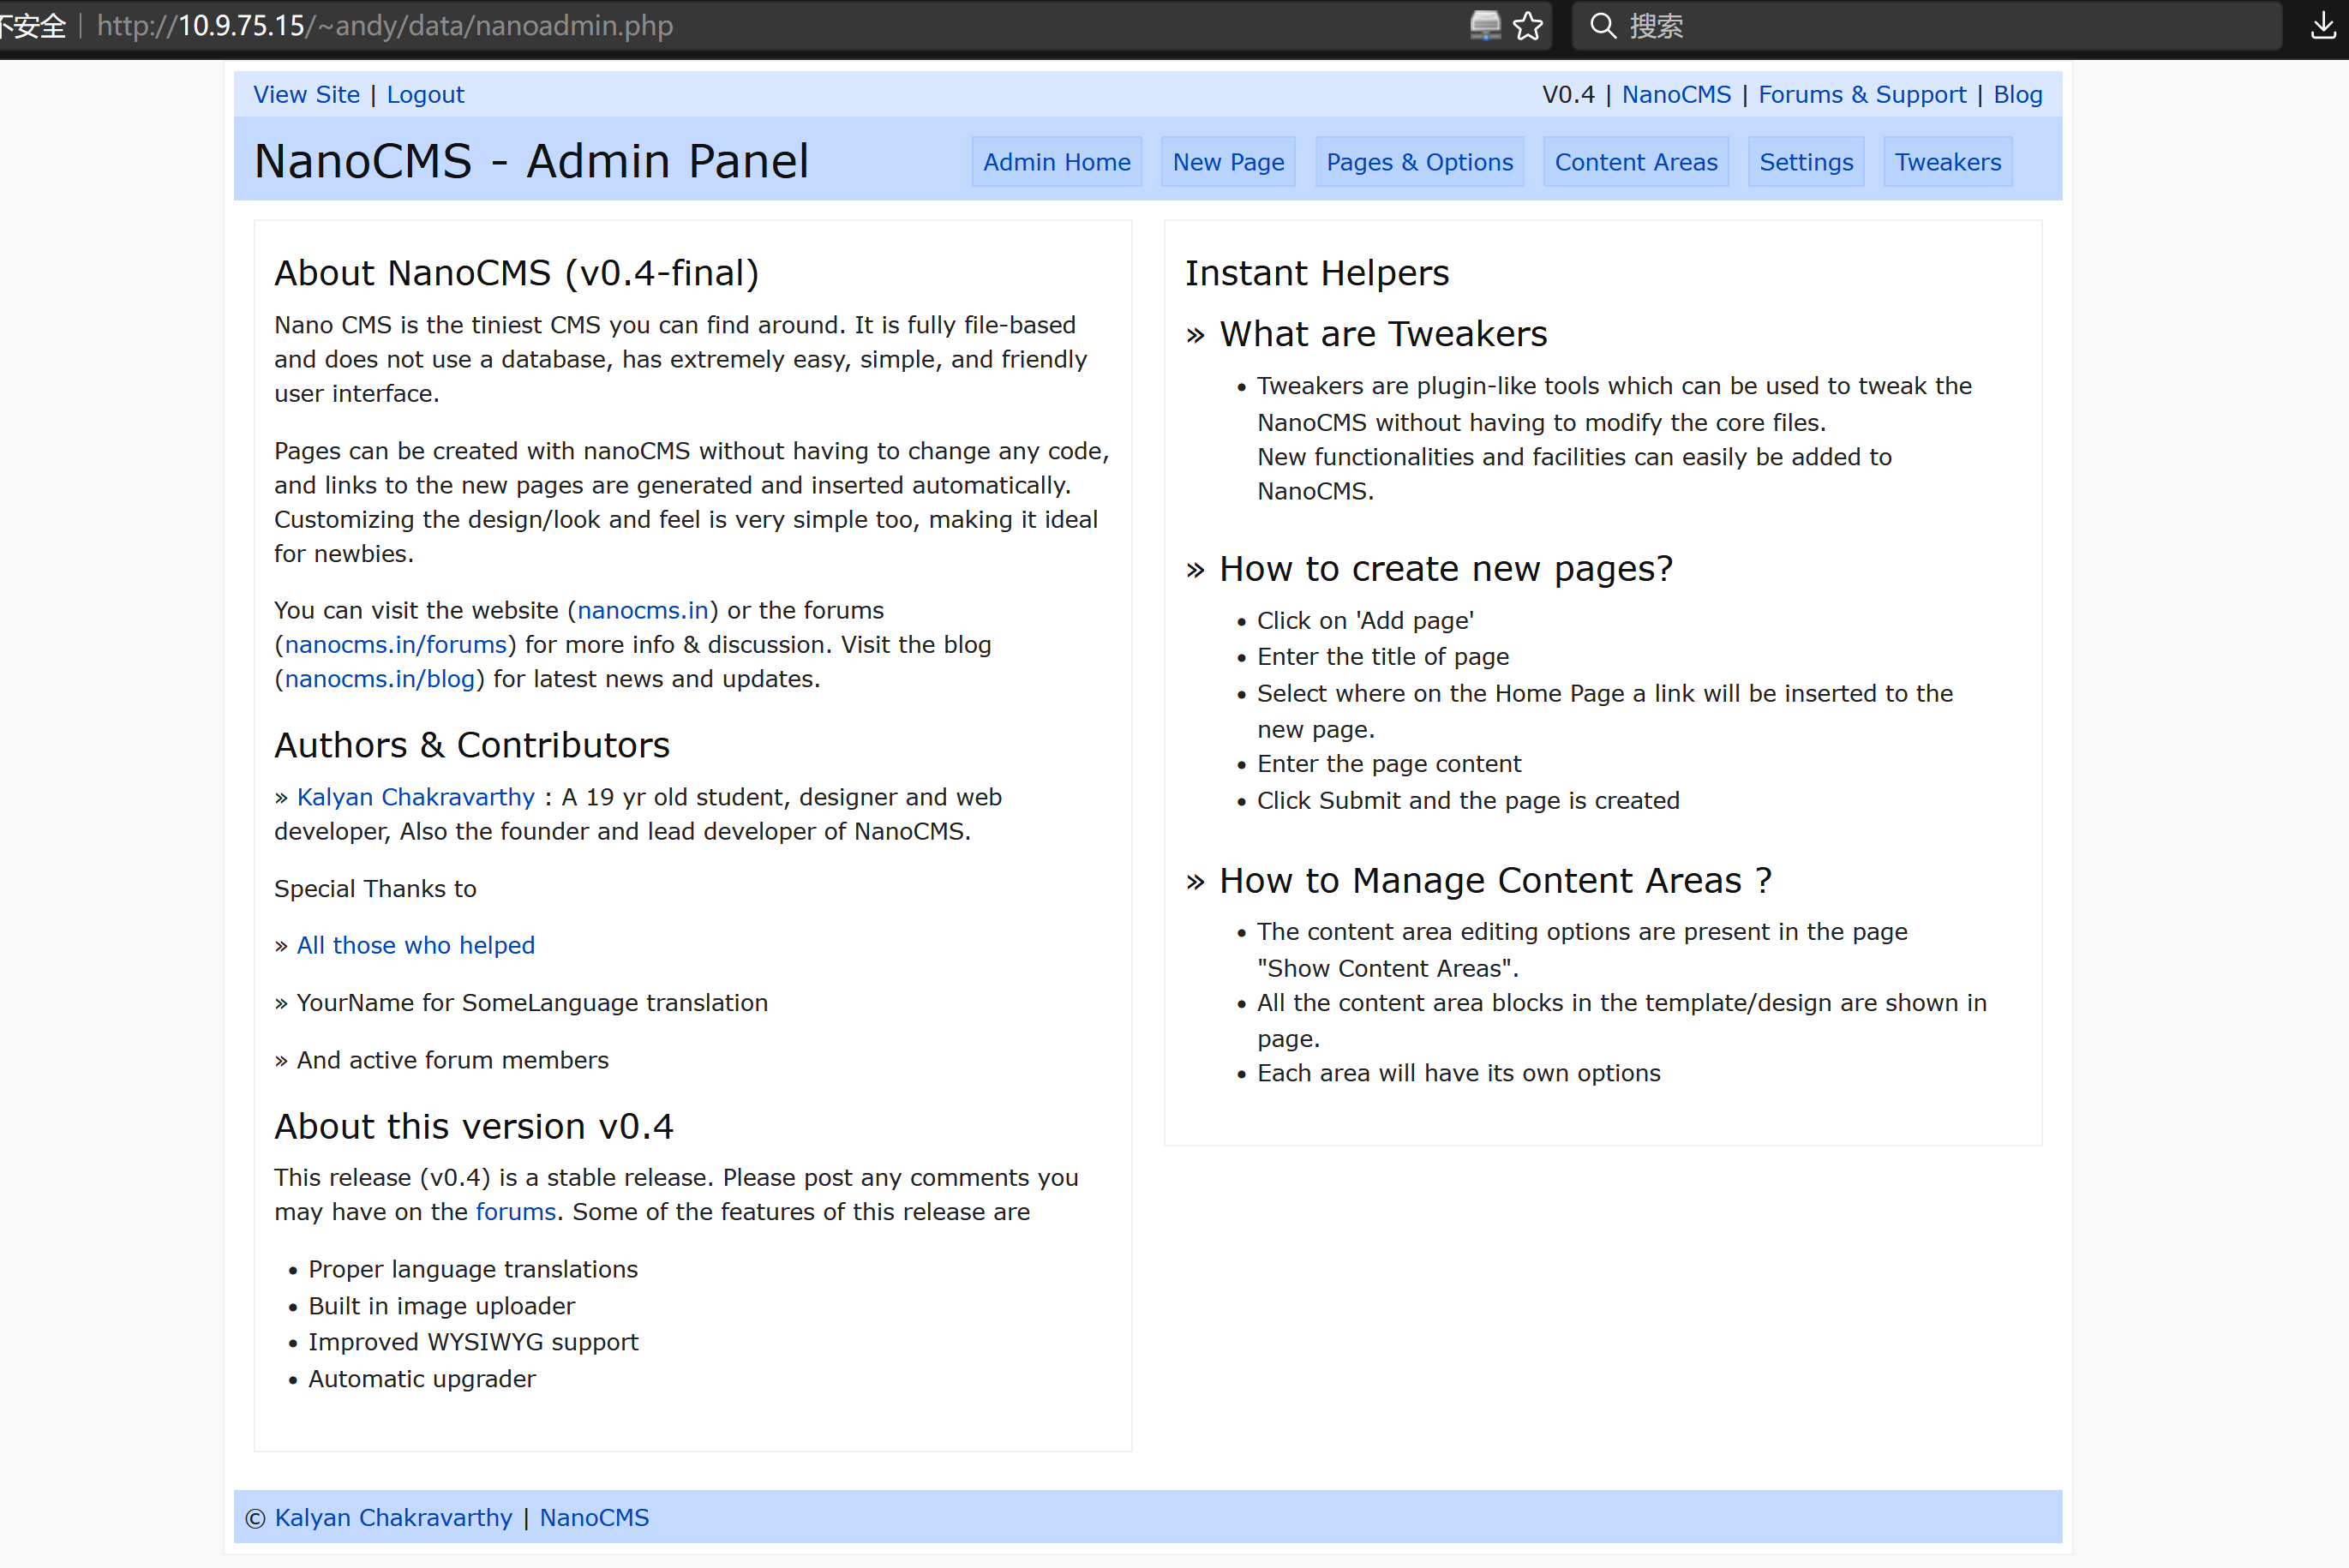 不安全 | http://10.9.75.15/~andy/data/nanoadmin.php
搜索
View Site | Logout
V0.4 | NanoCMS | Forums & Support | Blog
NanoCMS - Admin Panel
Admin Home
New Page
Pages & Options
Content Areas
Settings
Tweakers
About NanoCMS (v0.4-final)
Nano CMS is the tiniest CMS you can find around. It is fully file-based
and does not use a database, has extremely easy, simple, and friendly
user interface.
Pages can be created with nanoCMS without having to change any code,
and links to the new pages are generated and inserted automatically.
Customizing the design/look and feel is very simple too, making it ideal
for newbies.
You can visit the website (nanocms.in) or the forums
(nanocms.in/forums) for more info & discussion. Visit the blog
(nanocms.in/blog) for latest news and updates.
Authors & Contributors
» Kalyan Chakravarthy : A 19 yr old student, designer and web
developer, Also the founder and lead developer of NanoCMS.
Special Thanks to
» All those who helped
» YourName for SomeLanguage translation
» And active forum members
About this version v0.4
This release (v0.4) is a stable release. Please post any comments you
may have on the forums. Some of the features of this release are
• Proper language translations
• Built in image uploader
• Improved WYSIWYG support
• Automatic upgrader
Instant Helpers
» What are Tweakers
• Tweakers are plugin-like tools which can be used to tweak the
NanoCMS without having to modify the core files.
New functionalities and facilities can easily be added to
NanoCMS.
» How to create new pages?
• Click on 'Add page'
• Enter the title of page
• Select where on the Home Page a link will be inserted to the
new page.
• Enter the page content
• Click Submit and the page is created
» How to Manage Content Areas ?
• The content area editing options are present in the page
"Show Content Areas".
• All the content area blocks in the template/design are shown in
page.
• Each area will have its own options
© Kalyan Chakravarthy | NanoCMS